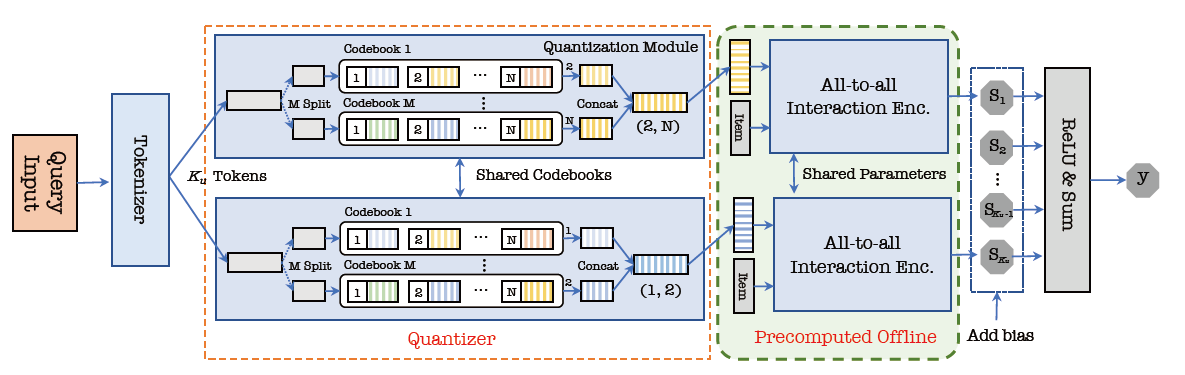 Query
Input
Tokenizer
K_u Tokens
Quantization Module
Codebook 1
1
2
...
N
M Split
Codebook M
1
2
...
N
2
N
Concat
(2, N)
Shared Codebooks
Codebook 1
1
2
...
N
M Split
Codebook M
1
2
...
N
1
2
Concat
(1, 2)
Quantizer
Item
All-to-all
Interaction Enc.
Shared Parameters
Item
All-to-all
Interaction Enc.
Precomputed Offline
S_1
S_2
...
S_{K_u-1}
S_{K_u}
Add bias
ReLU & Sum
y